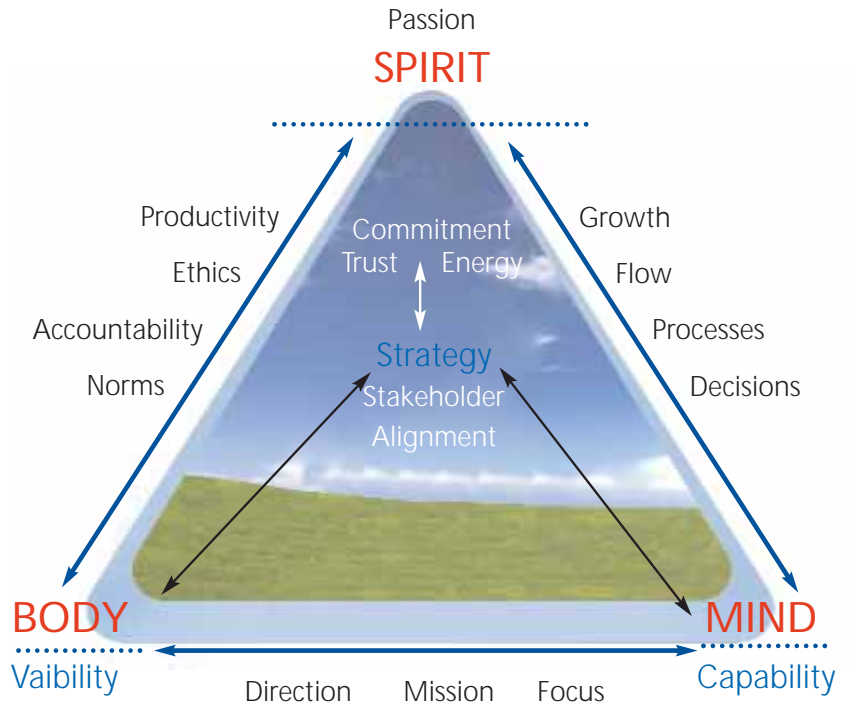 Passion
SPIRIT
Productivity
Growth
Commitment
Trust Energy
Ethics
Flow
Accountability
Processes
Strategy
Norms
Stakeholder
Decisions
Alignment
BODY
MIND
Vaibility
Capability
Direction Mission Focus